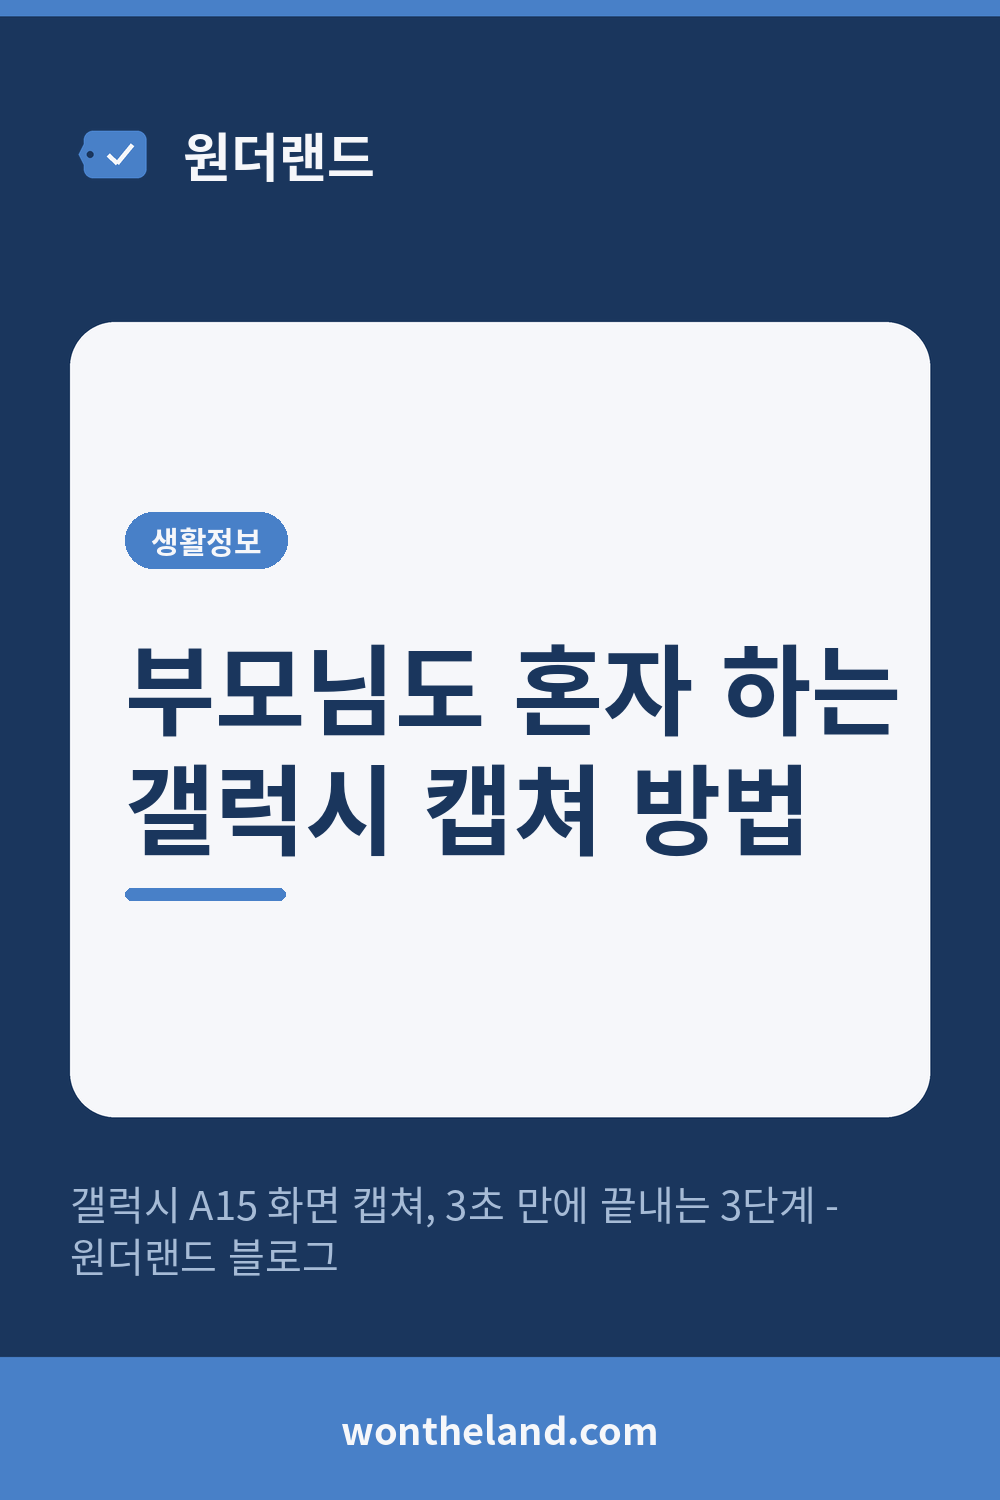 원더랜드
생활정보
부모님도 혼자 하는
갤럭시 캡쳐 방법
갤럭시 A15 화면 캡쳐, 3초 만에 끝내는 3단계 -
원더랜드 블로그
wontheland.com